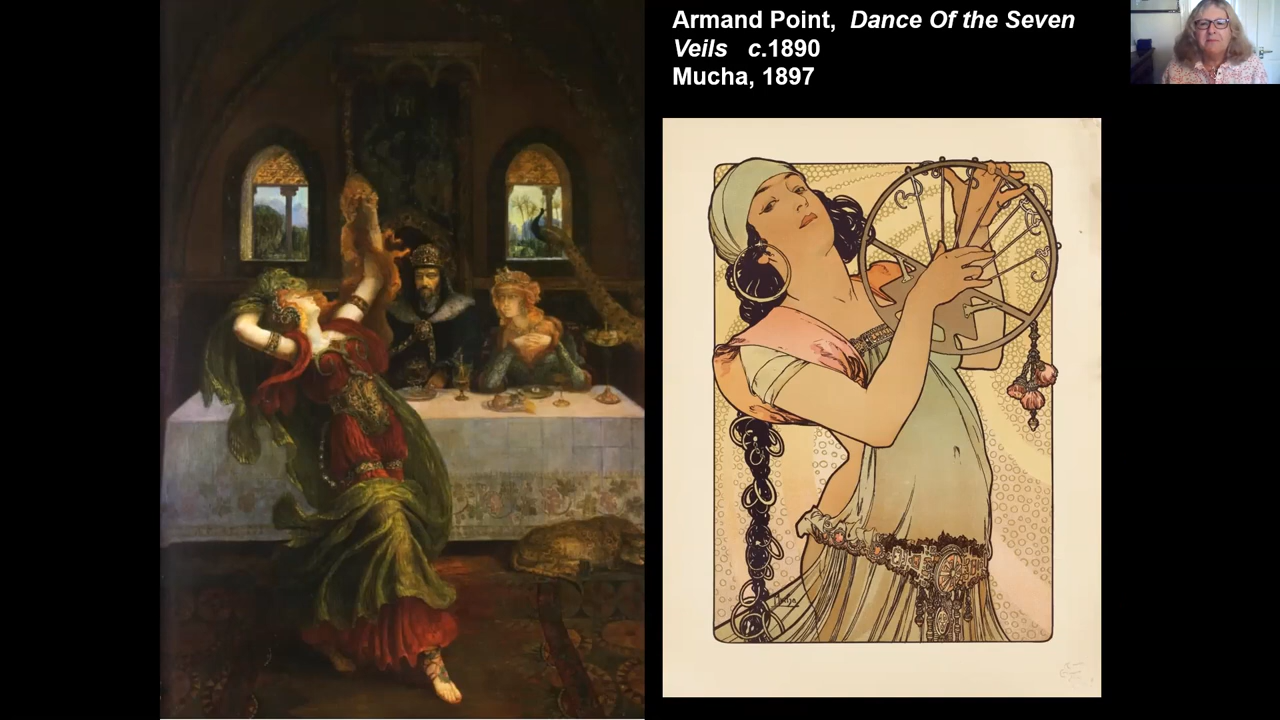 Armand Point,  Dance Of the Seven
Veils   c.1890
Mucha, 1897